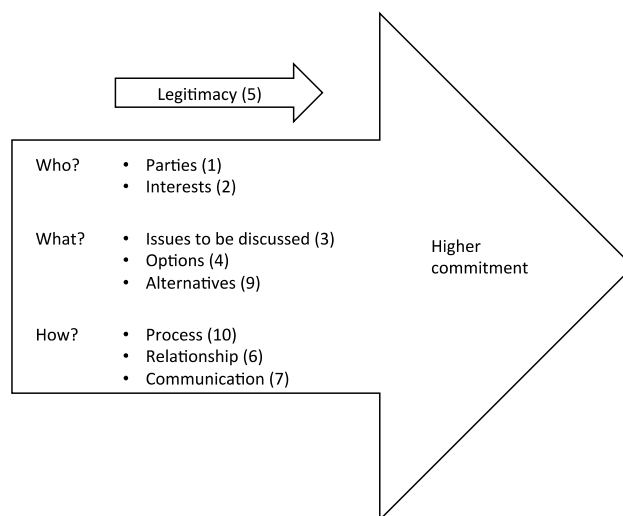 Legitimacy (5)
Who? • Parties (1)
• Interests (2)
What? • Issues to be discussed (3)
• Options (4)
• Alternatives (9)
How? • Process (10)
• Relationship (6)
• Communication (7)
Higher
commitment